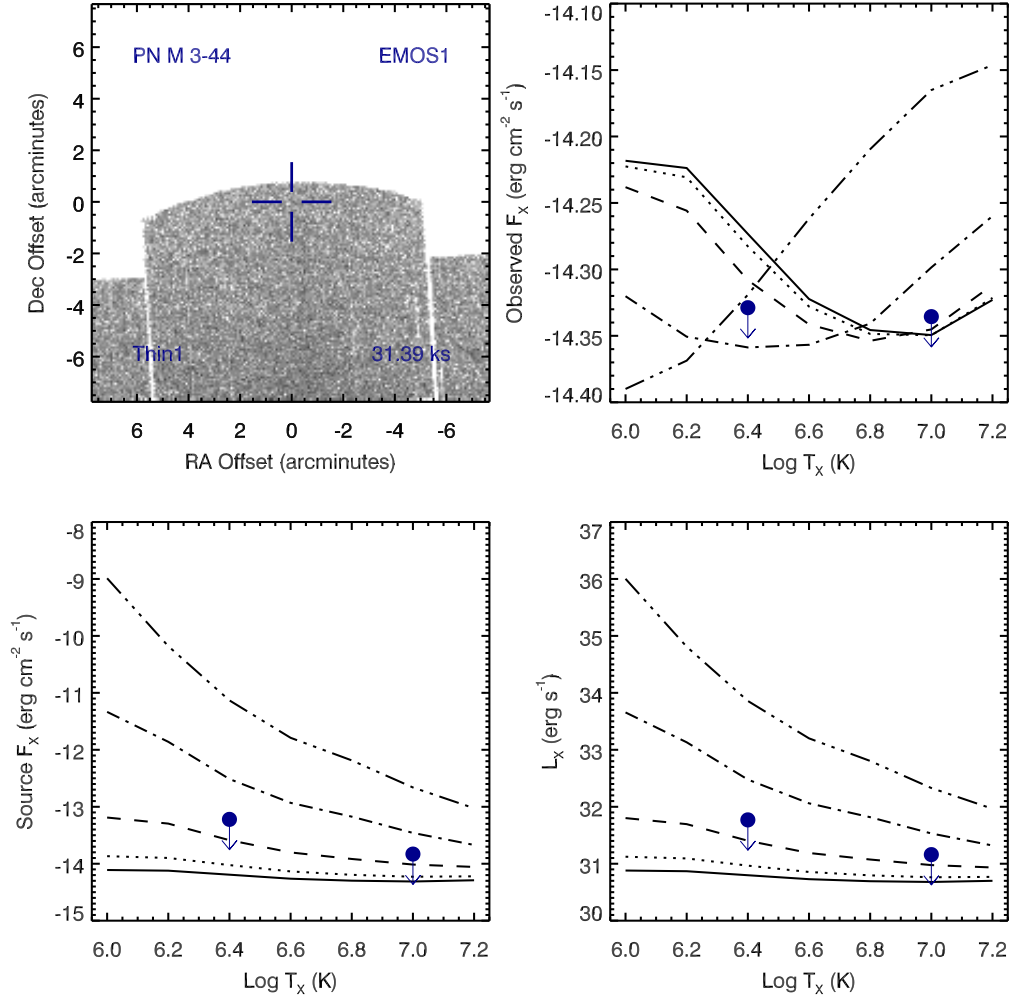 PN M 3-44 EMOS1
Thin1 31.39 ks
6
4
2
0
-2
-4
-6
Dec Offset (arcminutes)
6 4 2 0 -2 -4 -6
RA Offset (arcminutes)
-14.10
-14.15
-14.20
-14.25
-14.30
-14.35
-14.40
Observed Fₓ (erg cm⁻² s⁻¹)
6.0 6.2 6.4 6.6 6.8 7.0 7.2
Log Tₓ (K)
-8
-9
-10
-11
-12
-13
-14
-15
Source Fₓ (erg cm⁻² s⁻¹)
6.0 6.2 6.4 6.6 6.8 7.0 7.2
Log Tₓ (K)
37
36
35
34
33
32
31
30
Lₓ (erg s⁻¹)
6.0 6.2 6.4 6.6 6.8 7.0 7.2
Log Tₓ (K)